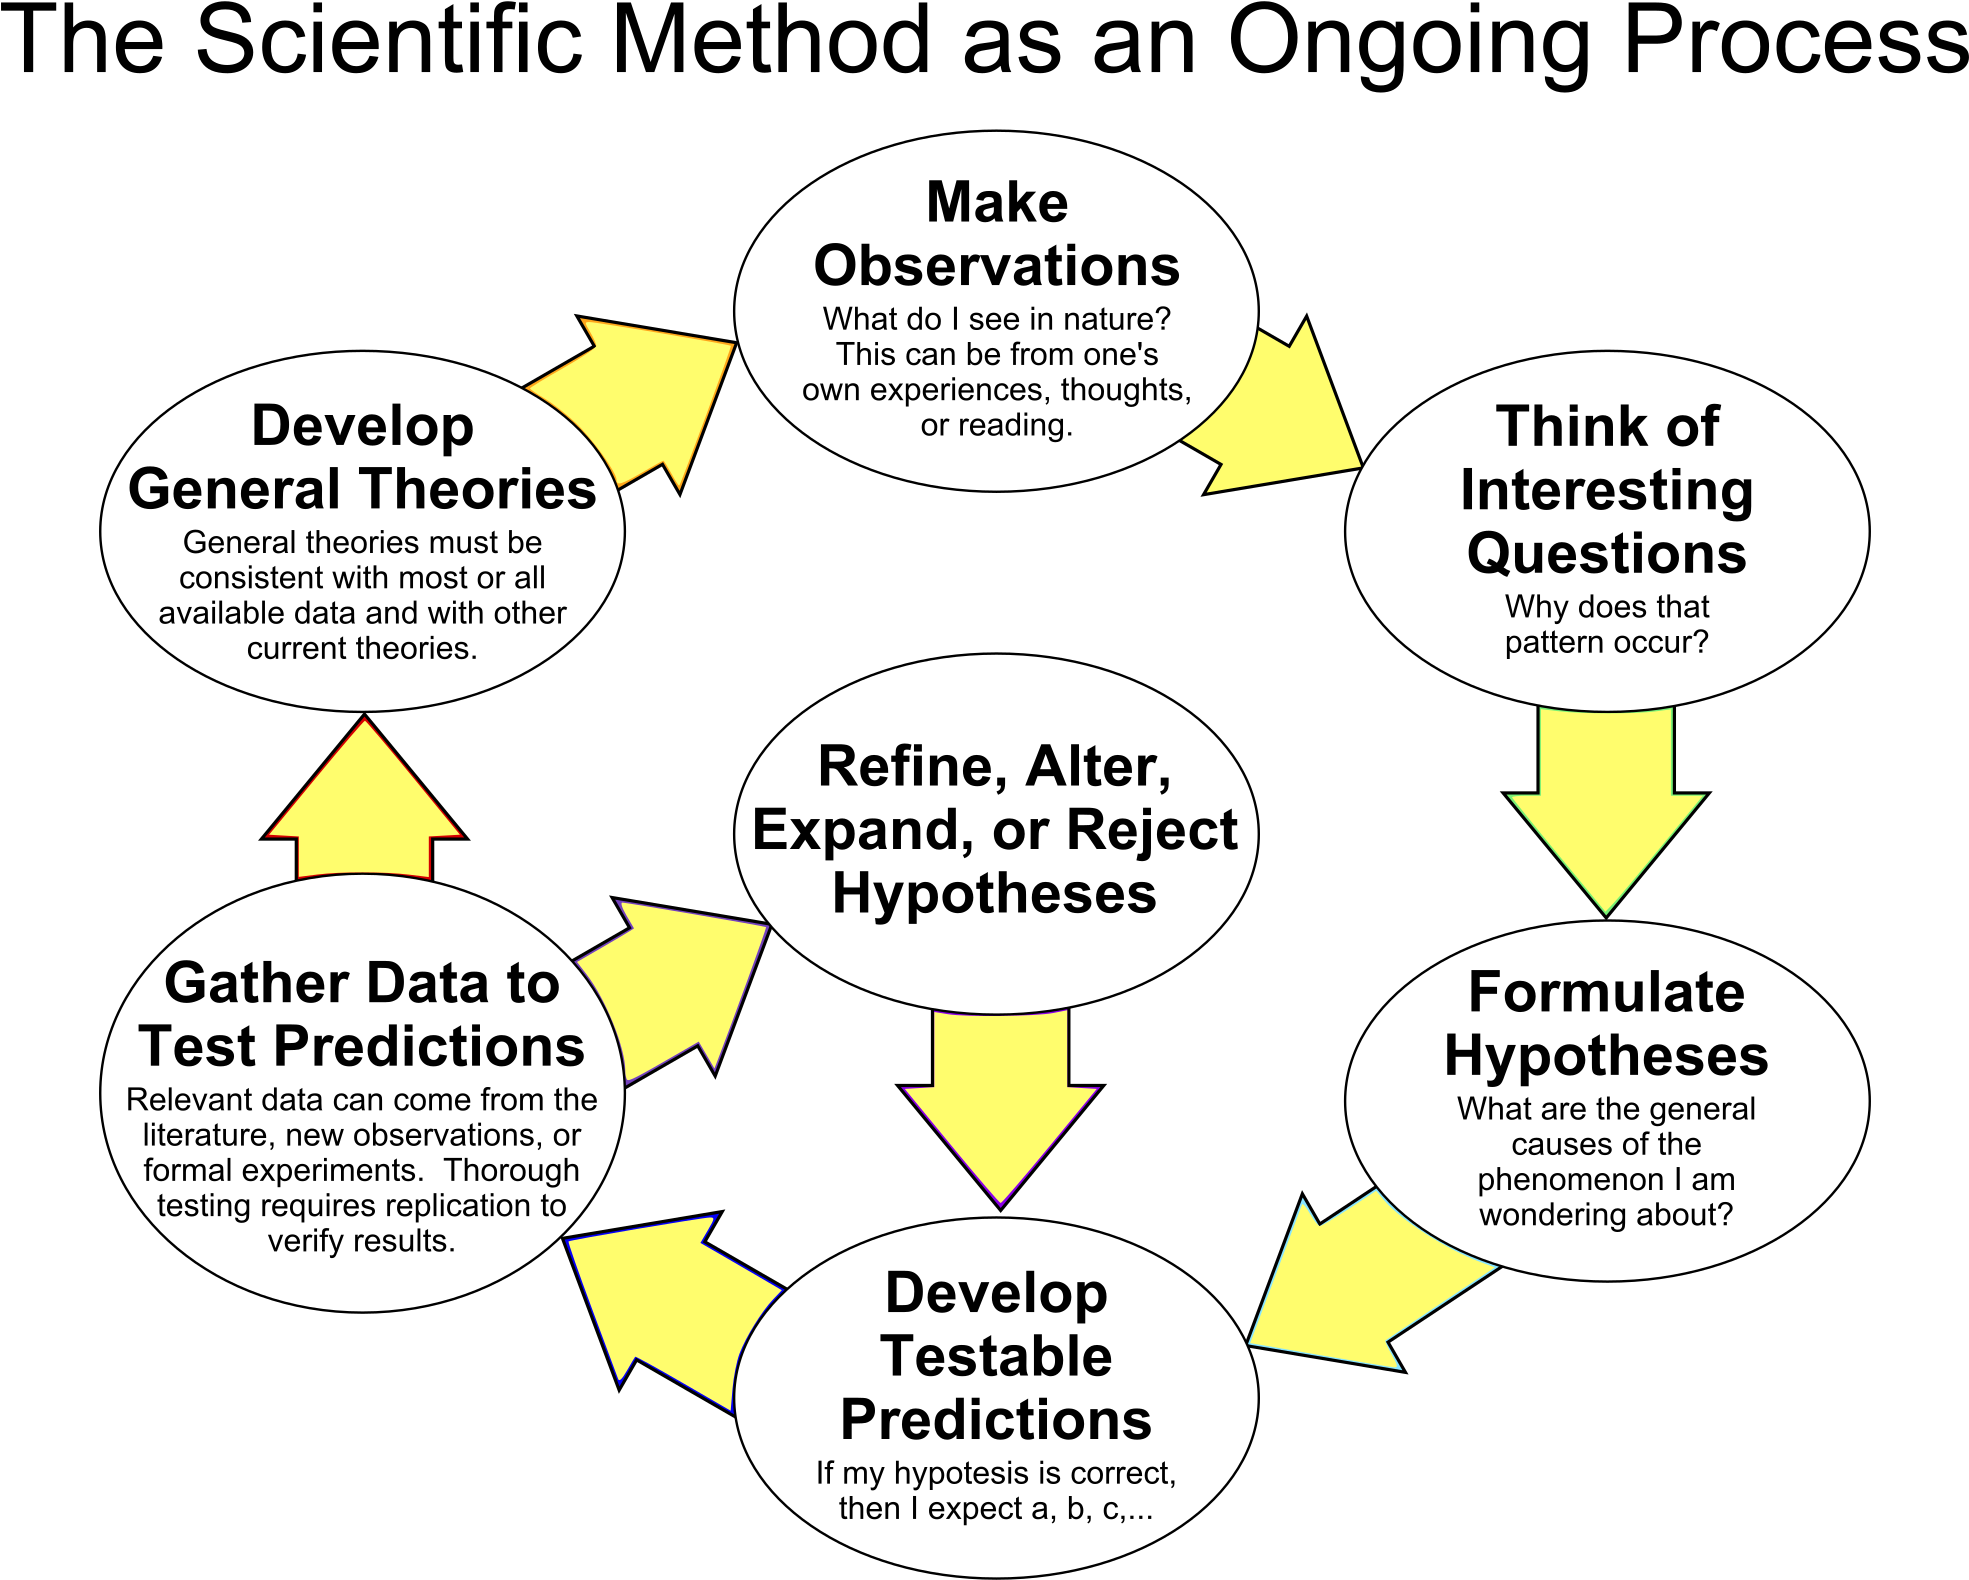 The Scientific Method as an Ongoing Process
Make
Observations
What do I see in nature?
This can be from one's
own experiences, thoughts,
or reading.
Think of
Interesting
Questions
Why does that
pattern occur?
Formulate
Hypotheses
What are the general
causes of the
phenomenon I am
wondering about?
Develop
Testable
Predictions
If my hypotesis is correct,
then I expect a, b, c,...
Gather Data to
Test Predictions
Relevant data can come from the
literature, new observations, or
formal experiments.  Thorough
testing requires replication to
verify results.
Refine, Alter,
Expand, or Reject
Hypotheses
Develop
General Theories
General theories must be
consistent with most or all
available data and with other
current theories.